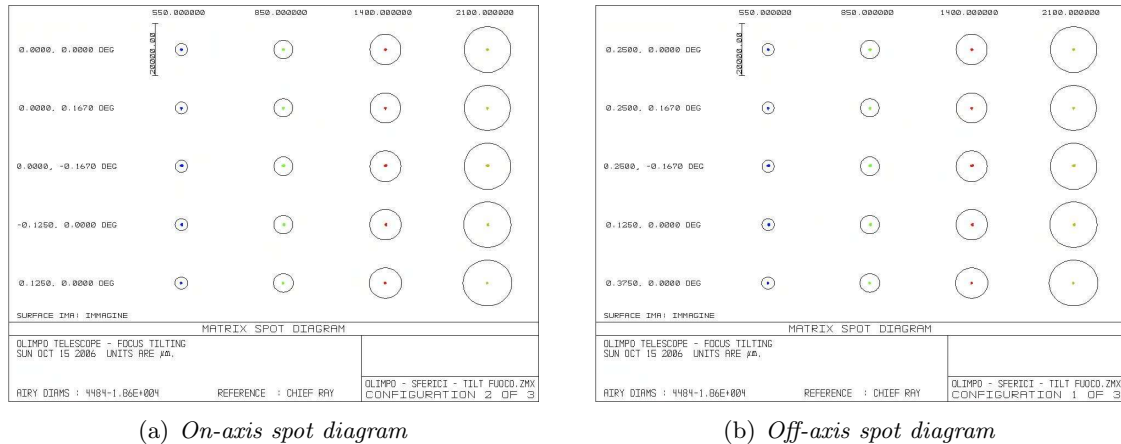 550.000000 850.000000 1400.000000 2100.000000
20000.00
0.0000, 0.0000 DEG
0.0000, 0.1670 DEG
0.0000, -0.1670 DEG
-0.1250, 0.0000 DEG
0.1250, 0.0000 DEG
SURFACE IMA: IMMAGINE
MATRIX SPOT DIAGRAM
OLIMPO TELESCOPE - FOCUS TILTING
SUN OCT 15 2006 UNITS ARE µm.
AIRY DIAMS : 4484-1.86E+004 REFERENCE : CHIEF RAY
OLIMPO - SFERICI - TILT FUOCO.ZMX
CONFIGURATION 2 OF 3
(a) On-axis spot diagram
550.000000 850.000000 1400.000000 2100.000000
20000.00
0.2500, 0.0000 DEG
0.2500, 0.1670 DEG
0.2500, -0.1670 DEG
0.1250, 0.0000 DEG
0.3750, 0.0000 DEG
SURFACE IMA: IMMAGINE
MATRIX SPOT DIAGRAM
OLIMPO TELESCOPE - FOCUS TILTING
SUN OCT 15 2006 UNITS ARE µm.
AIRY DIAMS : 4484-1.86E+004 REFERENCE : CHIEF RAY
OLIMPO - SFERICI - TILT FUOCO.ZMX
CONFIGURATION 1 OF 3
(b) Off-axis spot diagram